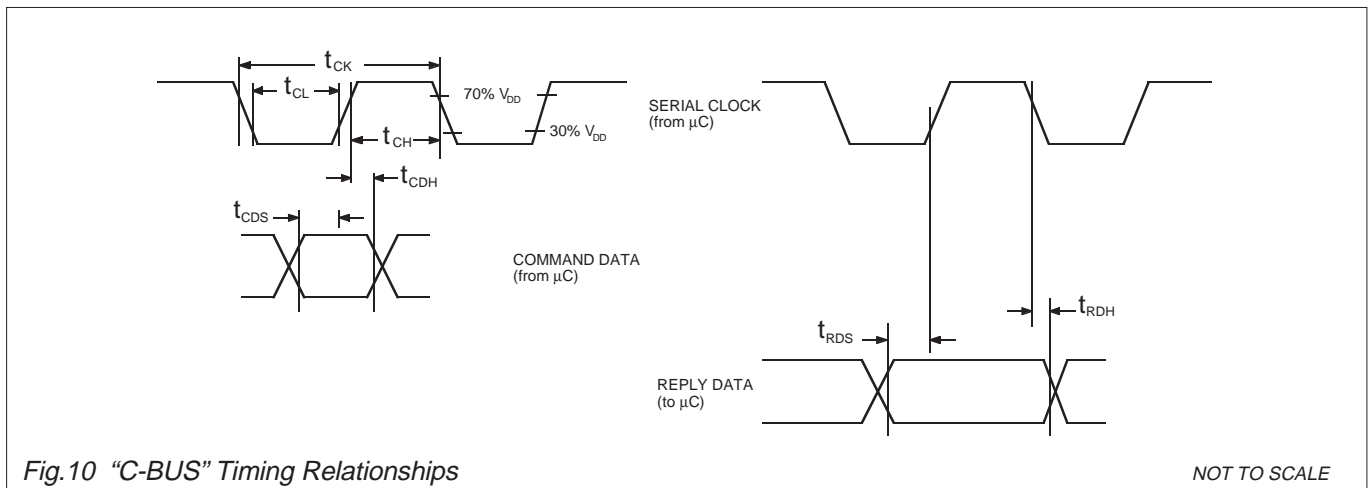 tCK
tCL
70% VDD
SERIAL CLOCK
(from µC)
30% VDD
tCH
tCDH
tCDS
COMMAND DATA
(from µC)
tRDH
tRDS
REPLY DATA
(to µC)
Fig.10 "C-BUS" Timing Relationships
NOT TO SCALE